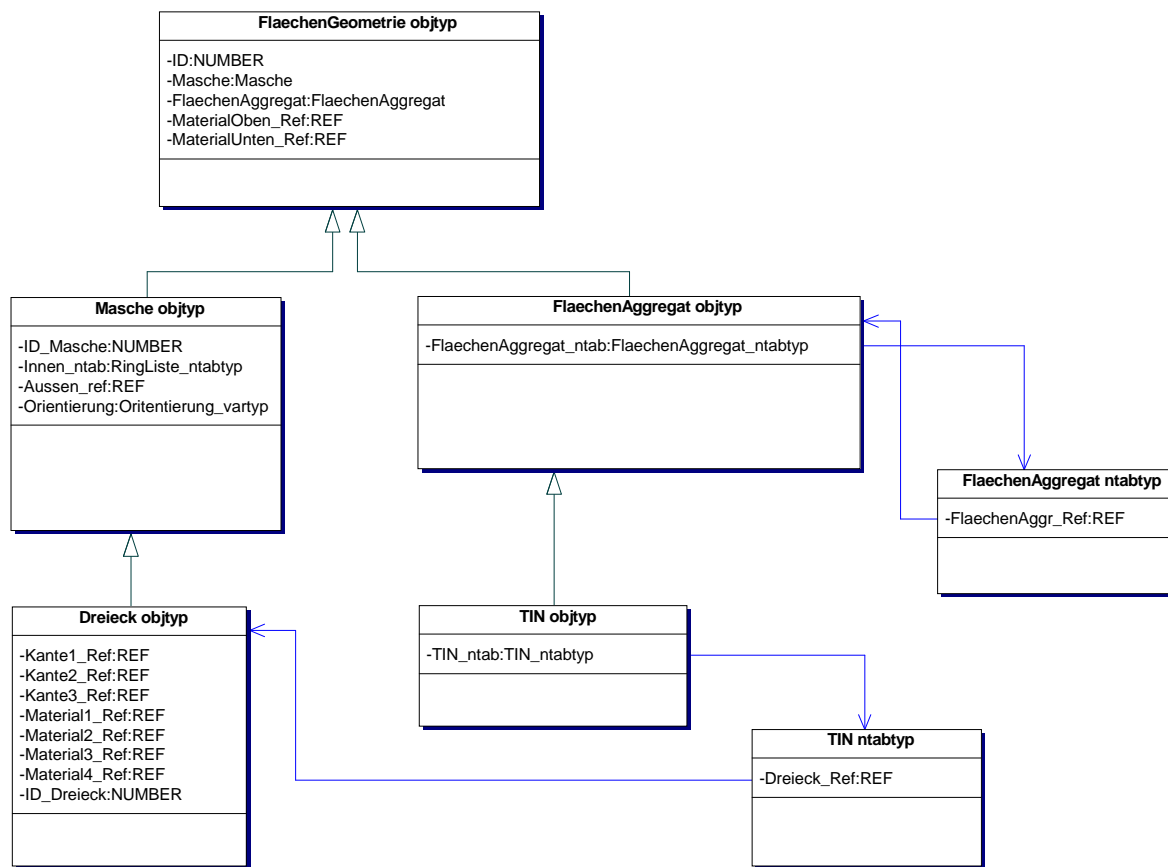 FlaechenGeometrie objtyp
-ID:NUMBER
-Masche:Masche
-FlaechenAggregat:FlaechenAggregat
-MaterialOben_Ref:REF
-MaterialUnten_Ref:REF
Masche objtyp
-ID_Masche:NUMBER
-Innen_ntab:RingListe_ntabtyp
-Aussen_ref:REF
-Orientierung:Oritentierung_vartyp
FlaechenAggregat objtyp
-FlaechenAggregat_ntab:FlaechenAggregat_ntabtyp
FlaechenAggregat ntabtyp
-FlaechenAggr_Ref:REF
Dreieck objtyp
-Kante1_Ref:REF
-Kante2_Ref:REF
-Kante3_Ref:REF
-Material1_Ref:REF
-Material2_Ref:REF
-Material3_Ref:REF
-Material4_Ref:REF
-ID_Dreieck:NUMBER
TIN objtyp
-TIN_ntab:TIN_ntabtyp
TIN ntabtyp
-Dreieck_Ref:REF